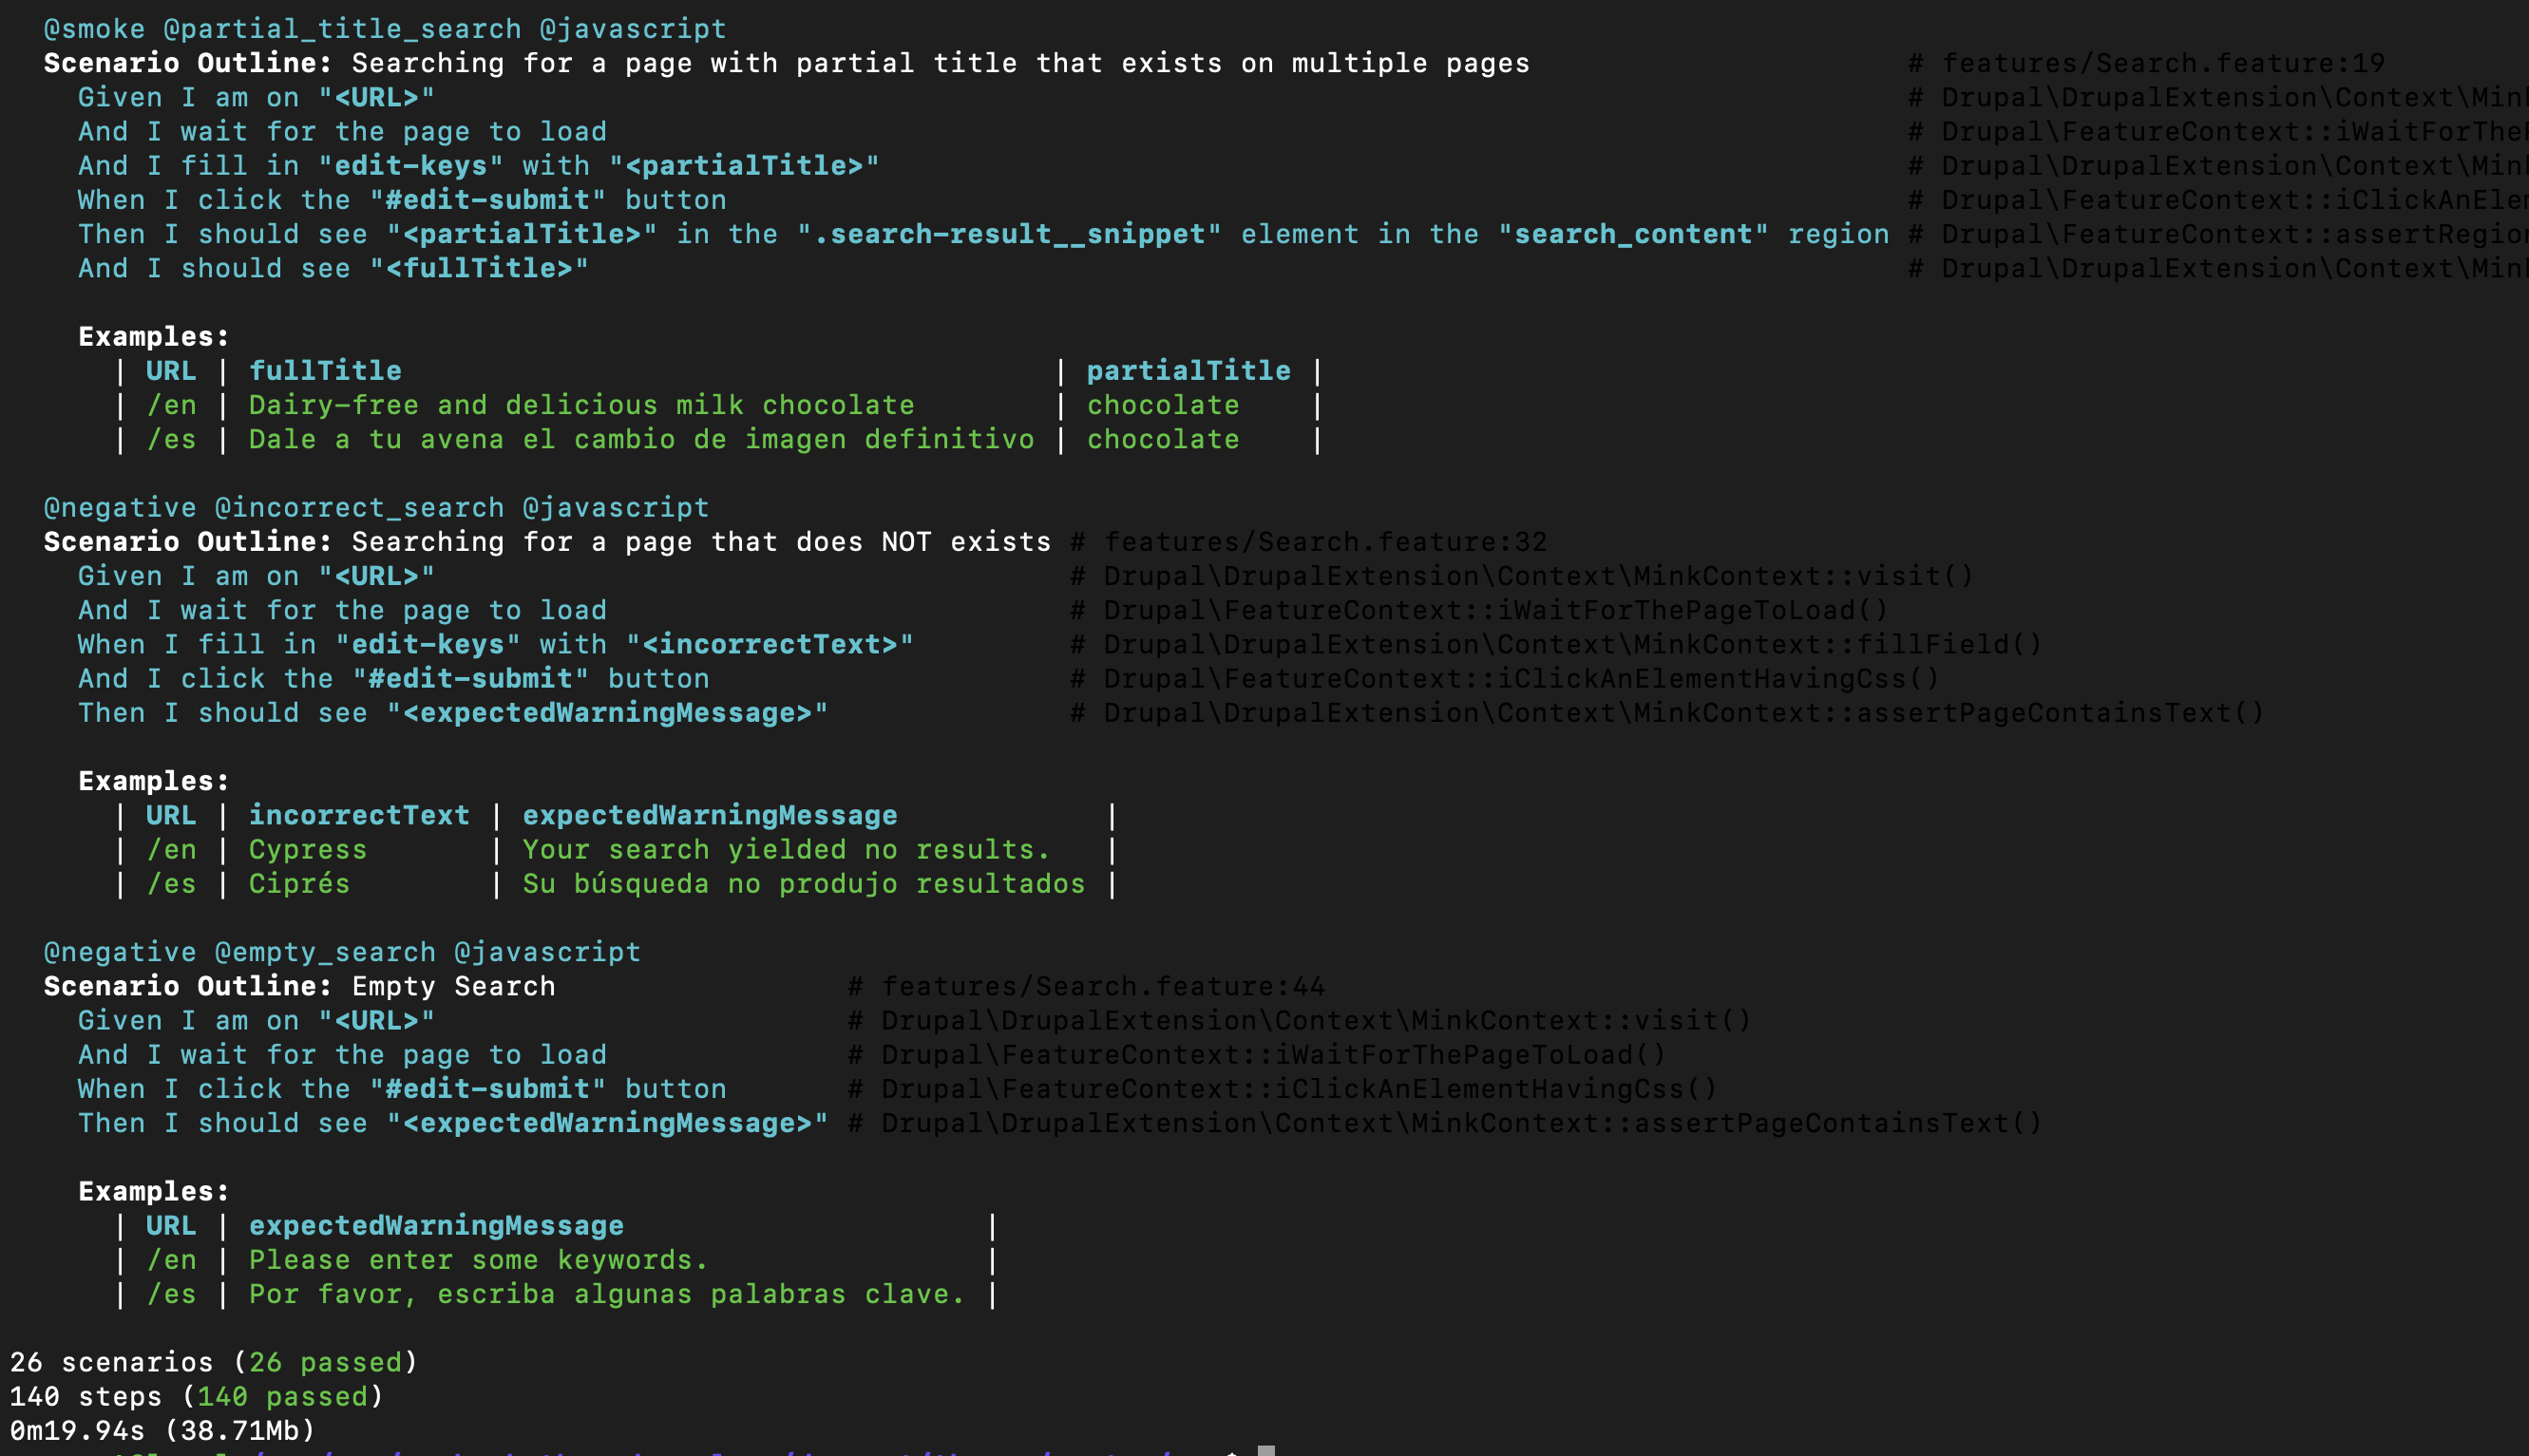 @smoke @partial_title_search @javascript
Scenario Outline: Searching for a page with partial title that exists on multiple pages # features/Search.feature:19
Given I am on "<URL>" # Drupal\DrupalExtension\Context\Mink
And I wait for the page to load # Drupal\FeatureContext::iWaitForTheP
And I fill in "edit-keys" with "<partialTitle>" # Drupal\DrupalExtension\Context\Mink
When I click the "#edit-submit" button # Drupal\FeatureContext::iClickAnElem
Then I should see "<partialTitle>" in the ".search-result__snippet" element in the "search_content" region # Drupal\FeatureContext::assertRegion
And I should see "<fullTitle>" # Drupal\DrupalExtension\Context\Mink
Examples:
| URL | fullTitle | partialTitle |
| /en | Dairy-free and delicious milk chocolate | chocolate |
| /es | Dale a tu avena el cambio de imagen definitivo | chocolate |
@negative @incorrect_search @javascript
Scenario Outline: Searching for a page that does NOT exists # features/Search.feature:32
Given I am on "<URL>" # Drupal\DrupalExtension\Context\MinkContext::visit()
And I wait for the page to load # Drupal\FeatureContext::iWaitForThePageToLoad()
When I fill in "edit-keys" with "<incorrectText>" # Drupal\DrupalExtension\Context\MinkContext::fillField()
And I click the "#edit-submit" button # Drupal\FeatureContext::iClickAnElementHavingCss()
Then I should see "<expectedWarningMessage>" # Drupal\DrupalExtension\Context\MinkContext::assertPageContainsText()
Examples:
| URL | incorrectText | expectedWarningMessage |
| /en | Cypress | Your search yielded no results. |
| /es | Ciprés | Su búsqueda no produjo resultados |
@negative @empty_search @javascript
Scenario Outline: Empty Search # features/Search.feature:44
Given I am on "<URL>" # Drupal\DrupalExtension\Context\MinkContext::visit()
And I wait for the page to load # Drupal\FeatureContext::iWaitForThePageToLoad()
When I click the "#edit-submit" button # Drupal\FeatureContext::iClickAnElementHavingCss()
Then I should see "<expectedWarningMessage>" # Drupal\DrupalExtension\Context\MinkContext::assertPageContainsText()
Examples:
| URL | expectedWarningMessage |
| /en | Please enter some keywords. |
| /es | Por favor, escriba algunas palabras clave. |
26 scenarios (26 passed)
140 steps (140 passed)
0m19.94s (38.71Mb)